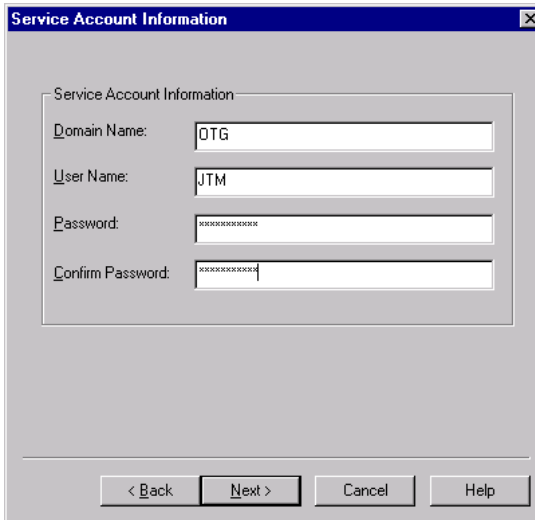 Service Account Information
Service Account Information
Domain Name: OTG
User Name: JTM
Password: ***********
Confirm Password: ***********
< Back Next > Cancel Help